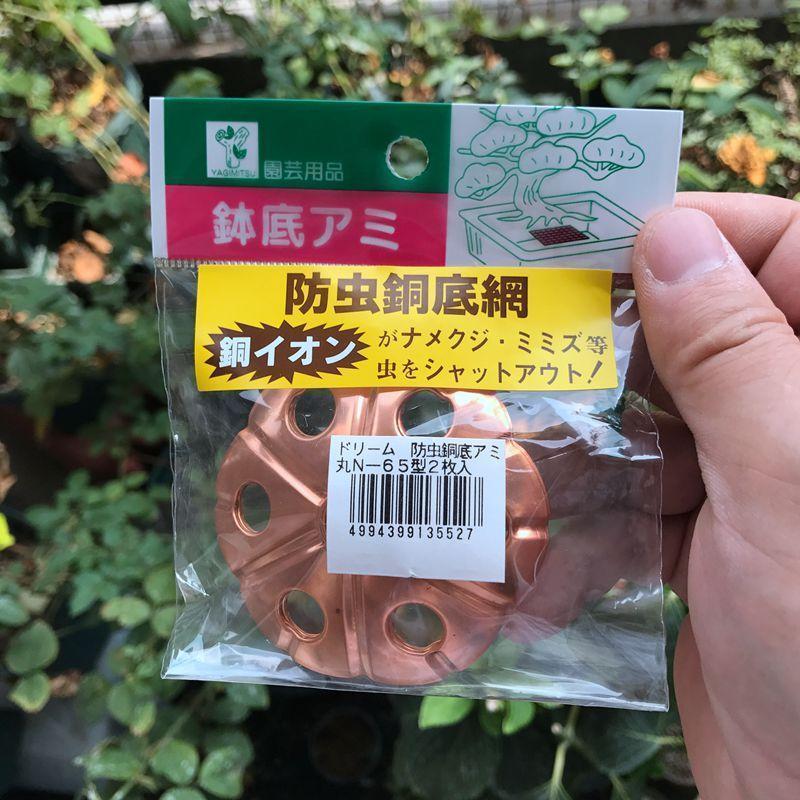 YAGIMITSU
園芸用品
鉢底アミ
防虫銅底網
銅イオン
がナメクジ・ミミズ等
虫をシャットアウト!
ドリーム 防虫銅底アミ
丸N-65型2枚入
4994399135527